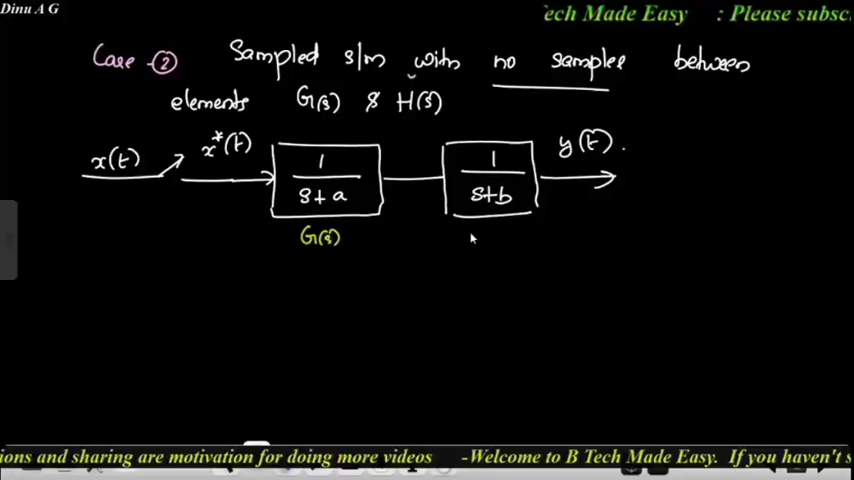 Dinu A G
ech Made Easy : Please subsc
Case -② Sampled s/m with no sampler between
elements G(s) & H(s)
x(t) x*(t) 1/(s+a) 1/(s+b) y(t).
G(s)
ions and sharing are motivation for doing more videos -Welcome to B Tech Made Easy. If you haven't s